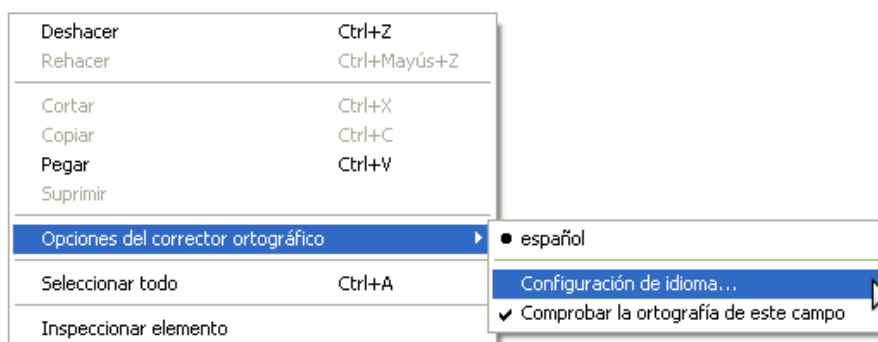 Deshacer Ctrl+Z
Rehacer Ctrl+Mayús+Z
Cortar Ctrl+X
Copiar Ctrl+C
Pegar Ctrl+V
Suprimir
Opciones del corrector ortográfico
español
Seleccionar todo Ctrl+A
Configuración de idioma...
Comprobar la ortografía de este campo
Inspeccionar elemento